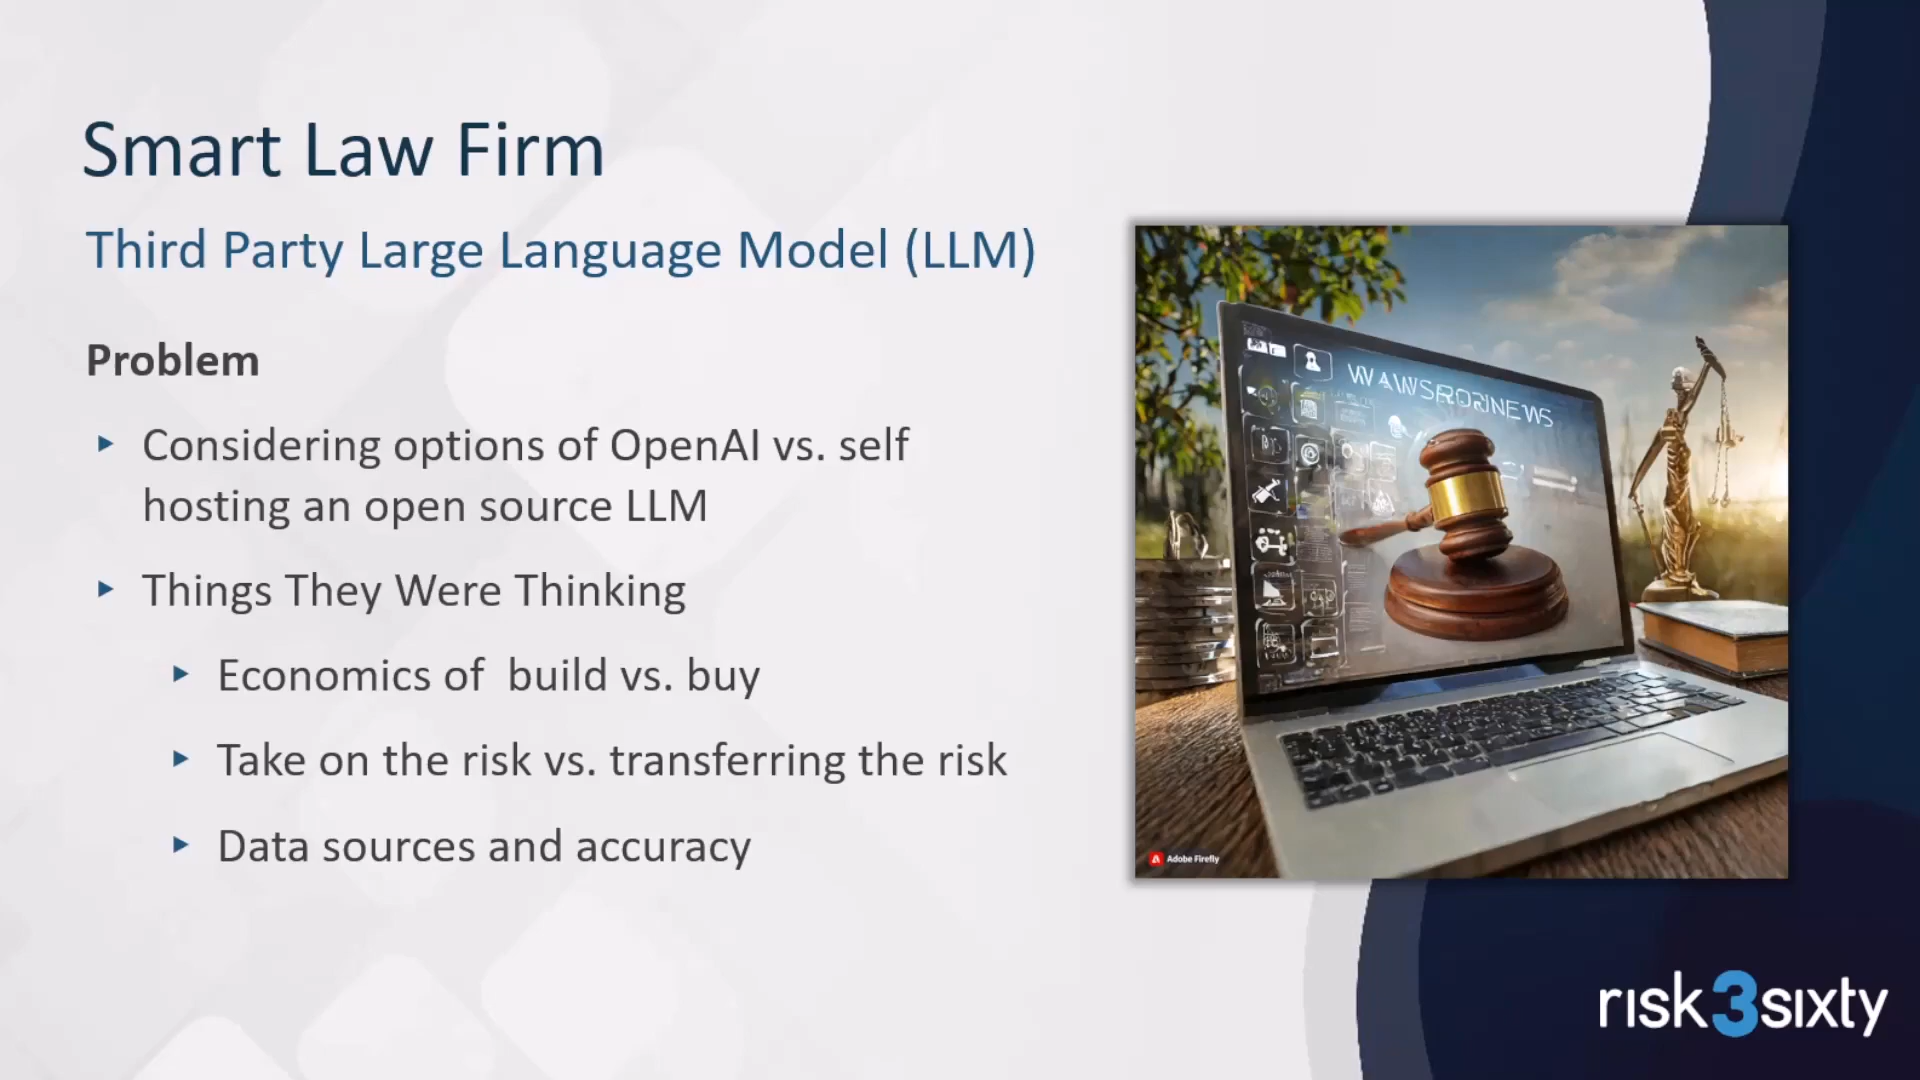 Smart Law Firm
Third Party Large Language Model (LLM)
Problem
Considering options of OpenAI vs. self
hosting an open source LLM
Things They Were Thinking
Economics of build vs. buy
Take on the risk vs. transferring the risk
Data sources and accuracy
WAWSRORNEWS
Adobe Firefly
risk3sixty